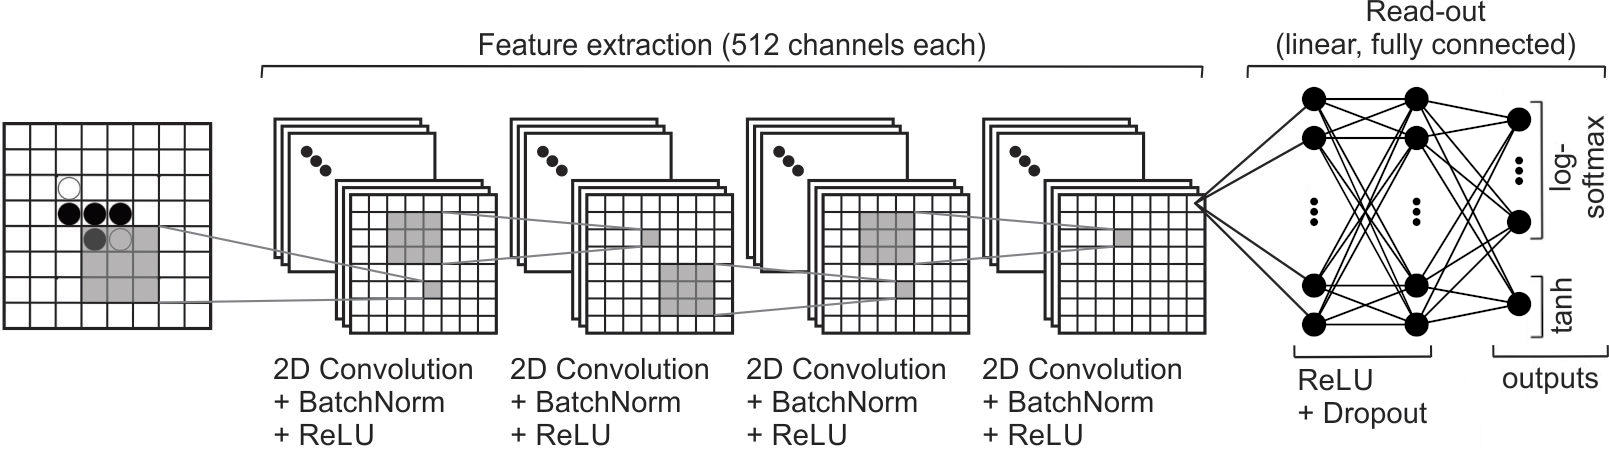 Feature extraction (512 channels each)
Read-out
(linear, fully connected)
2D Convolution
+ BatchNorm
+ ReLU
2D Convolution
+ BatchNorm
+ ReLU
2D Convolution
+ BatchNorm
+ ReLU
2D Convolution
+ BatchNorm
+ ReLU
log-
softmax
tanh
ReLU
+ Dropout
outputs